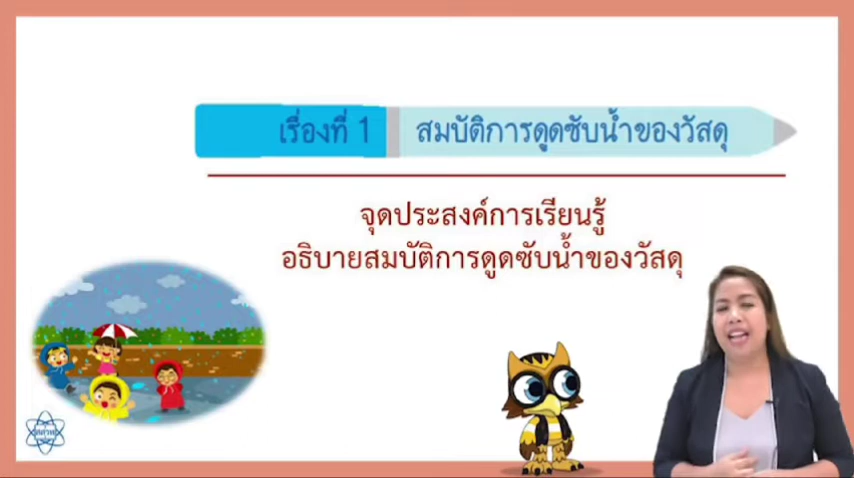 เรื่องที่ 1 สมบัติการดูดซับน้ำของวัสดุ
จุดประสงค์การเรียนรู้
อธิบายสมบัติการดูดซับน้ำของวัสดุ